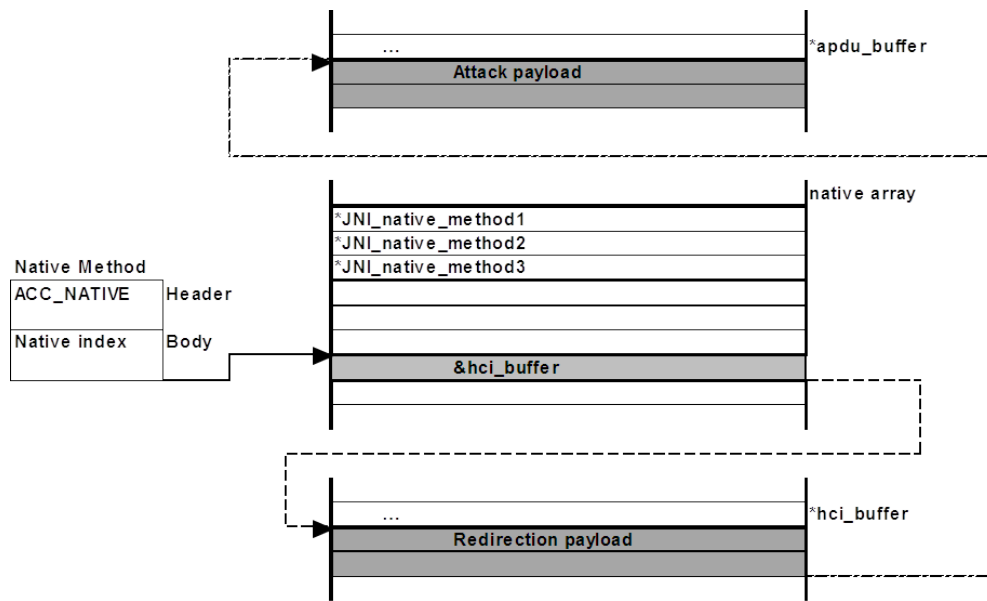 ...
*apdu_buffer
Attack payload
native array
*JNI_native_method1
*JNI_native_method2
*JNI_native_method3
Native Method
ACC_NATIVE
Header
Native index
Body
&hci_buffer
...
*hci_buffer
Redirection payload